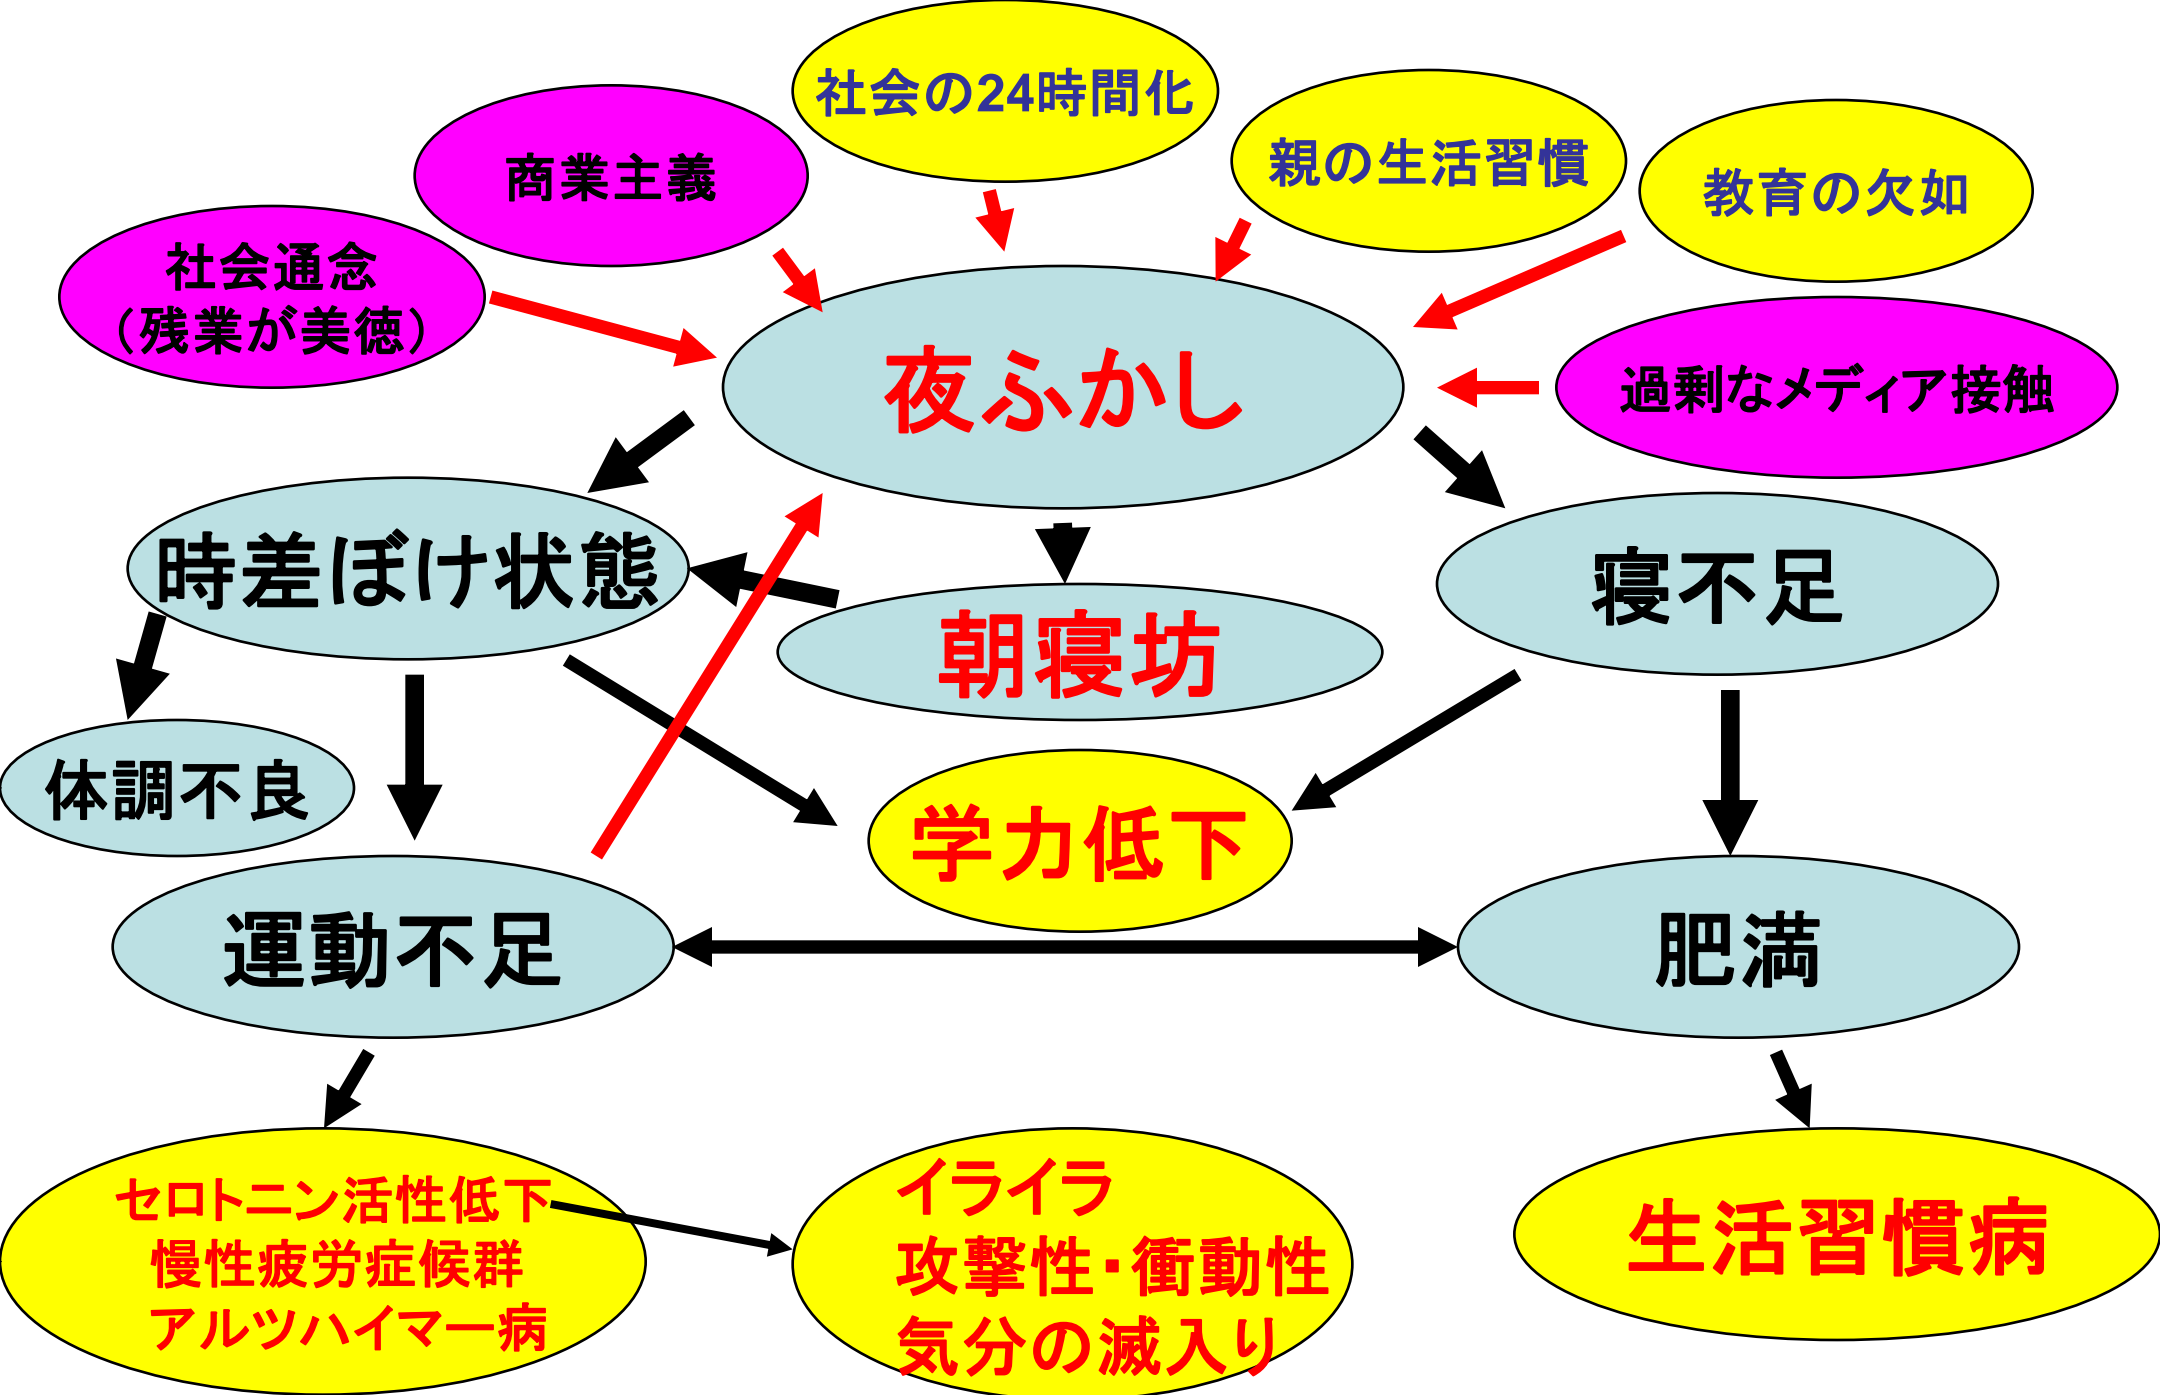 社会の24時間化
商業主義
親の生活習慣
教育の欠如
社会通念
（残業が美徳）
過剰なメディア接触
夜ふかし
時差ぼけ状態
寝不足
朝寝坊
体調不良
学力低下
運動不足
肥満
セロトニン活性低下
慢性疲労症候群
アルツハイマー病
イライラ
攻撃性・衝動性
気分の滅入り
生活習慣病